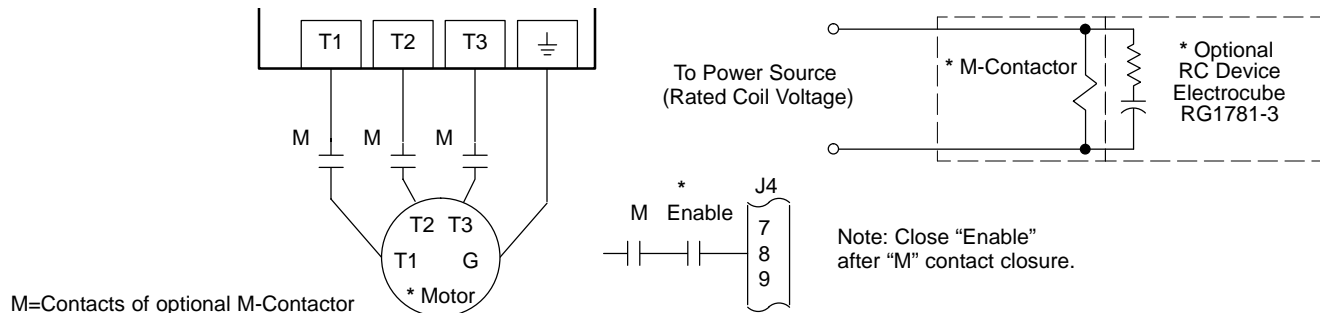 T1 T2 T3
M M M
T2 T3
T1 G
* Motor
M=Contacts of optional M-Contactor
To Power Source
(Rated Coil Voltage)
* M-Contactor
* Optional
RC Device
Electrocube
RG1781-3
*
M Enable
J4
7
8
9
Note: Close “Enable”
after “M” contact closure.